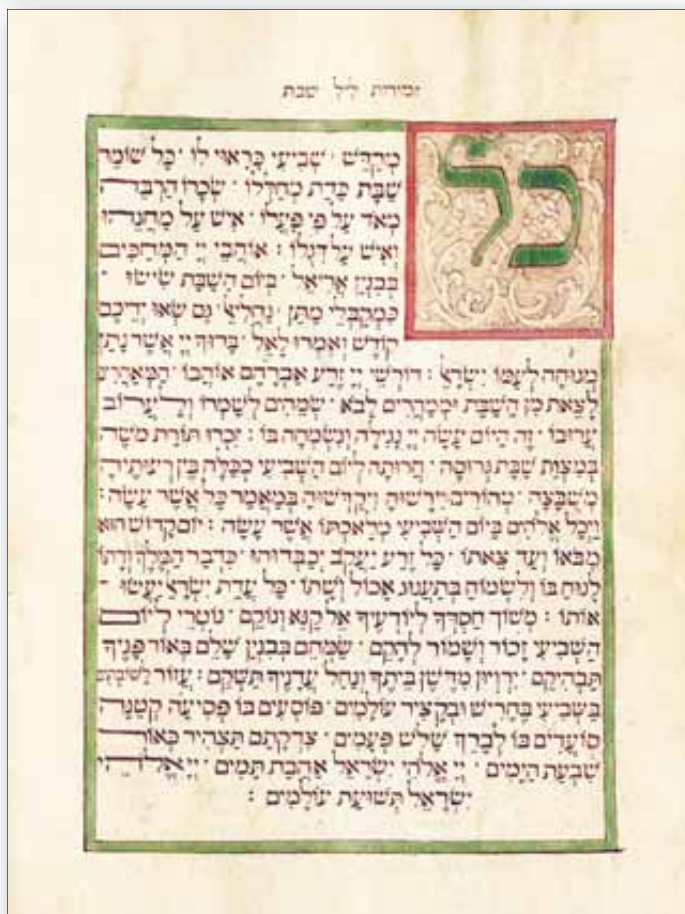 זמירות ליל שבת
כל
מקדש · שביעי כראוי לו · כל שומר
שבת כדת מחללו · שכרו הרבה
מאד על פי פעלו · איש על מחנהו
ואיש על דגלו : אוהבי יי המחכים
בבנין אריאל · ביום השבת שישו ·
כמקבלי מתן נחליאל · גם שאו ידיכם
קודש ואמרו לאל · ברוך יי אשר נתן
מנוחה לעמו ישראל : דורשי יי זרע אברהם אוהבו · המאחרים
לצאת מן השבת וממהרים לבא · שמחים לשמרו ולערוב
ערובו · זה היום עשה יי נגילה ונשמחה בו : זכרו תורת משה
במצות שבת גרוסה · חרותה ליום השביעי ככלה בין רעותיה
משובצה · טהורים יירשוה ויקדשוה במאמר כל אשר עשה :
ויכל אלהים ביום השביעי מלאכתו אשר עשה : יום קדוש הוא
מבואו ועד צאתו · כל זרע יעקב יכבדוהו · כדבר המלך ודתו
לנוח בו ולשמוח בתענוג אכול ושתו · כל עדת ישראל יעשו
אותו : משוך חסדך ליודעיך אל קנא ונוקם · נוטרי ליום
השביעי זכור ושמור להקם · שמחם בבנין שלם באור פניך
תבהיקם · ירויון מדשן ביתך ונחל עדניך תשקם : עזור לשובתים
בשביעי בחריש ובקציר עולמים · פוסעים בו פסיעה קטנה
סועדים בו לברך שלש פעמים · צדקתם תצהיר כאור
שבעת הימים · יי אלהי ישראל אהבת תמים · יי אלהי
ישראל תשועת עולמים :